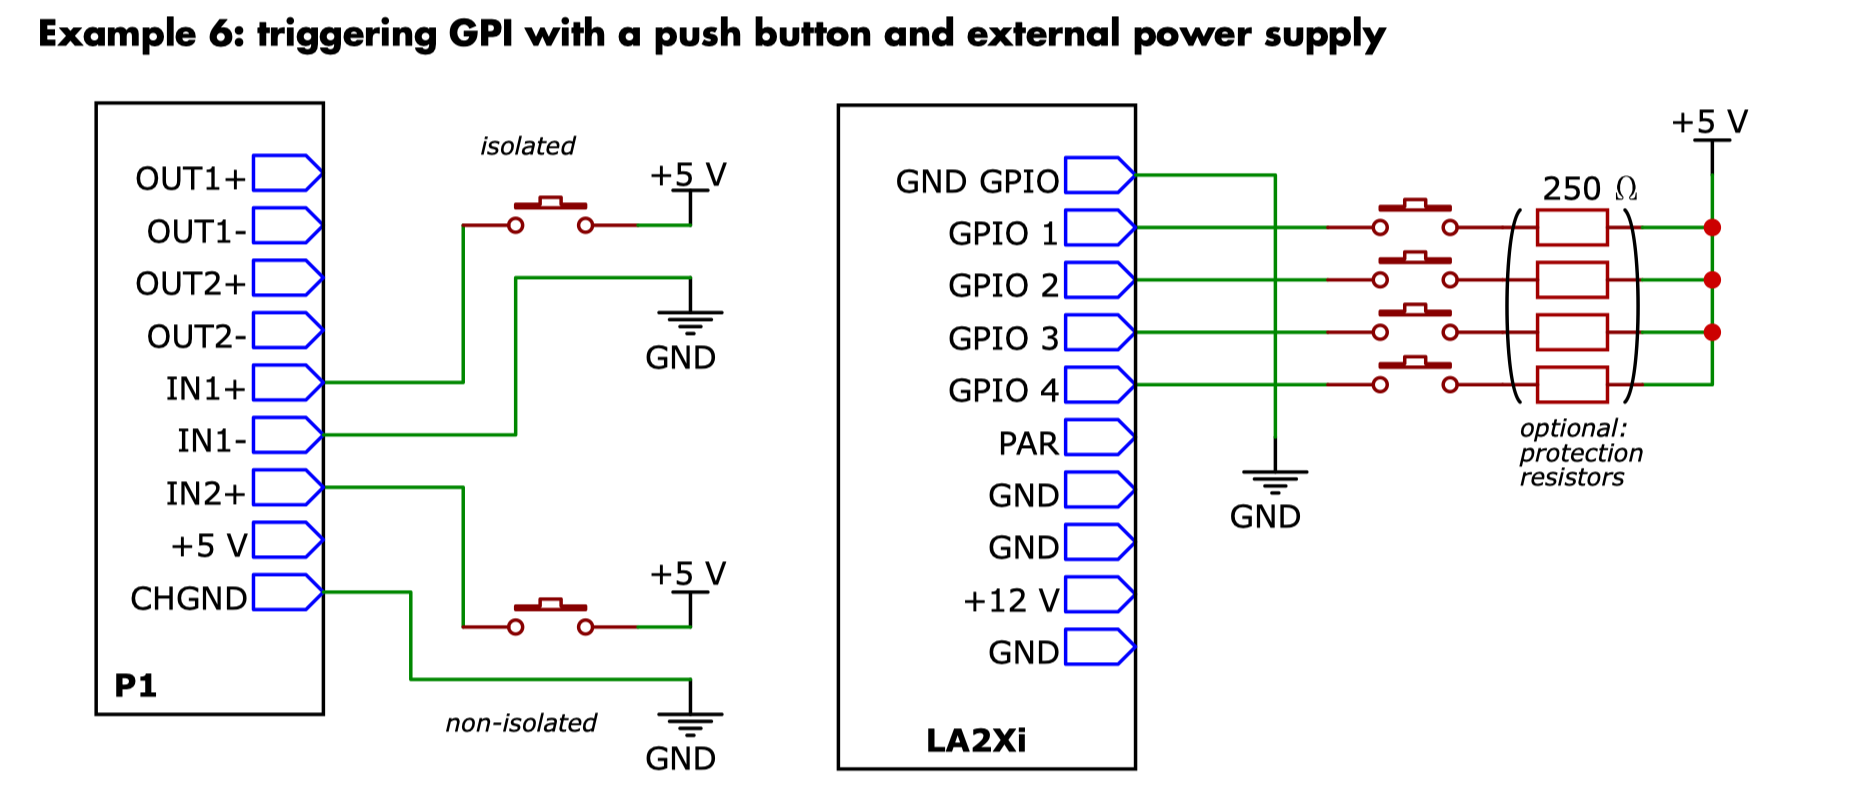 Example 6: triggering GPI with a push button and external power supply
OUT1+
OUT1-
OUT2+
OUT2-
IN1+
IN1-
IN2+
+5 V
CHGND
P1
isolated
+5 V
GND
+5 V
non-isolated
GND
GND GPIO
GPIO 1
GPIO 2
GPIO 3
GPIO 4
PAR
GND
GND
+12 V
GND
LA2Xi
GND
+5 V
250 Ω
optional:
protection
resistors